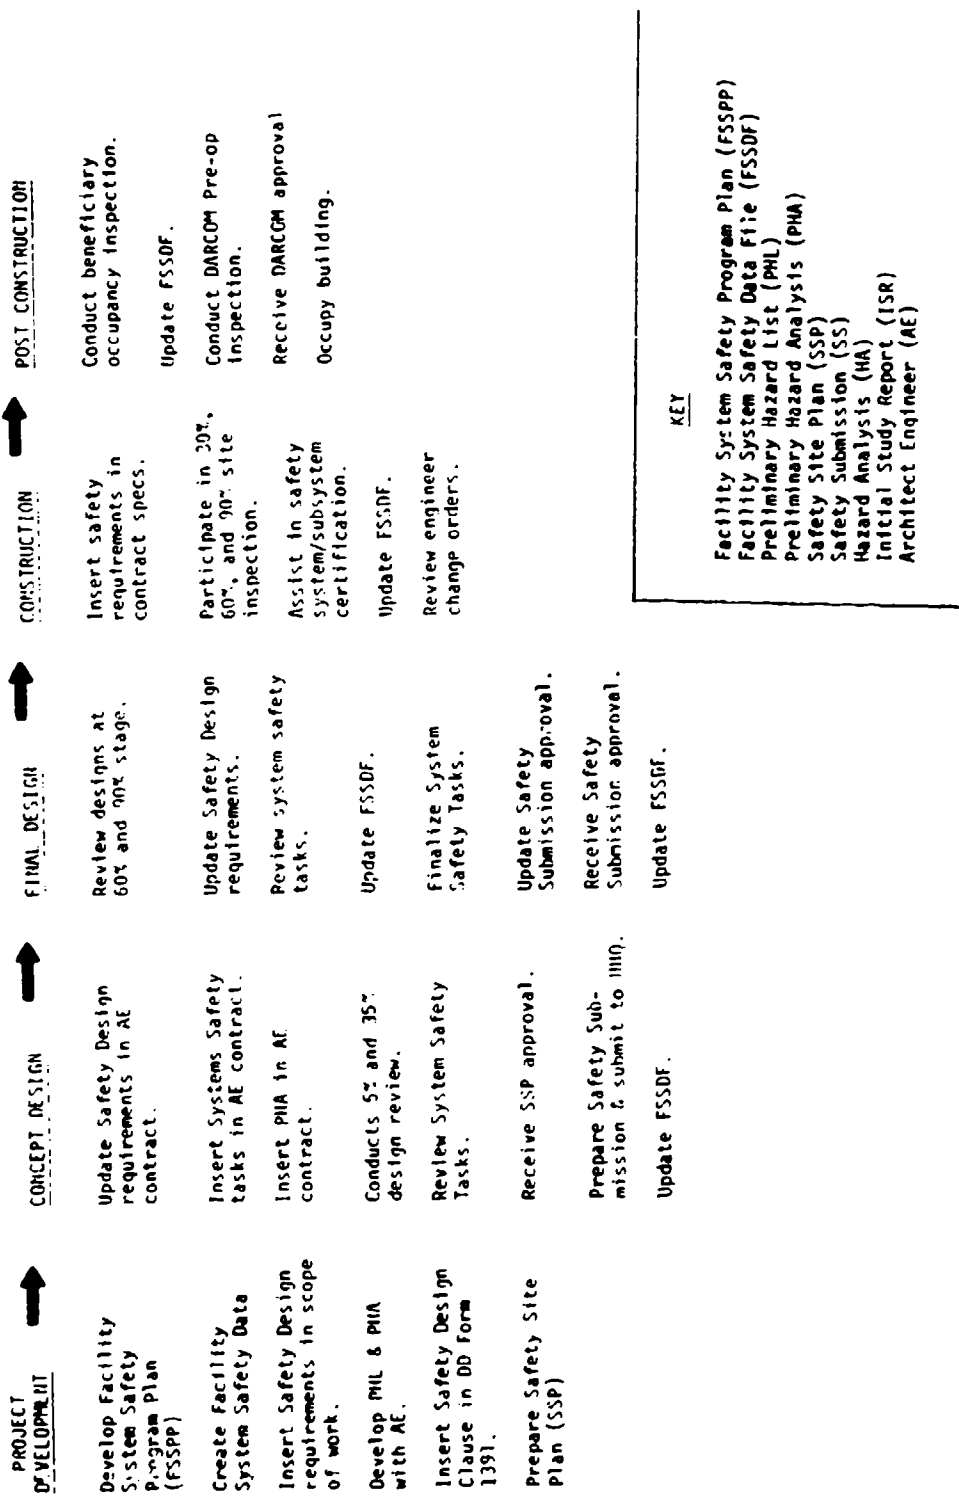 PROJECT
DEVELOPMENT
Develop Facility
System Safety
Program Plan
(FSSPP)
Create Facility
System Safety Data
Insert Safety Design
requirements in scope
of work.
Develop PHL & PHA
with AE.
Insert Safety Design
Clause in DD Form
1391.
Prepare Safety Site
Plan (SSP)
CONCEPT DESIGN
Update Safety Design
requirements in AE
contract.
Insert Systems Safety
tasks in AE contract.
Insert PHA in AE
contract.
Conducts 5% and 35%
design review.
Review System Safety
Tasks.
Receive SSP approval.
Prepare Safety Sub-
mission & submit to
Update FSSDF.
FINAL DESIGN
Review designs at
60% and 90% stage.
Update Safety Design
requirements.
Review system safety
tasks.
Update FSSDF.
Finalize System
Safety Tasks.
Update Safety
Submission approval.
Receive Safety
Submission approval.
Update FSSDF.
CONSTRUCTION
Insert safety
requirements in
contract specs.
Participate in 30%,
60%, and 90% site
inspection.
Assist in safety
system/subsystem
certification.
Update FSSDF.
Review engineer
change orders.
POST CONSTRUCTION
Conduct beneficiary
occupancy inspection.
Update FSSDF.
Conduct DARCOM Pre-op
inspection.
Receive DARCOM approval
Occupy building.
KEY
Facility System Safety Program Plan (FSSPP)
Facility System Safety Data File (FSSDF)
Preliminary Hazard List (PHL)
Preliminary Hazard Analysis (PHA)
Safety Site Plan (SSP)
Safety Submission (SS)
Hazard Analysis (HA)
Initial Study Report (ISR)
Architect Engineer (AE)